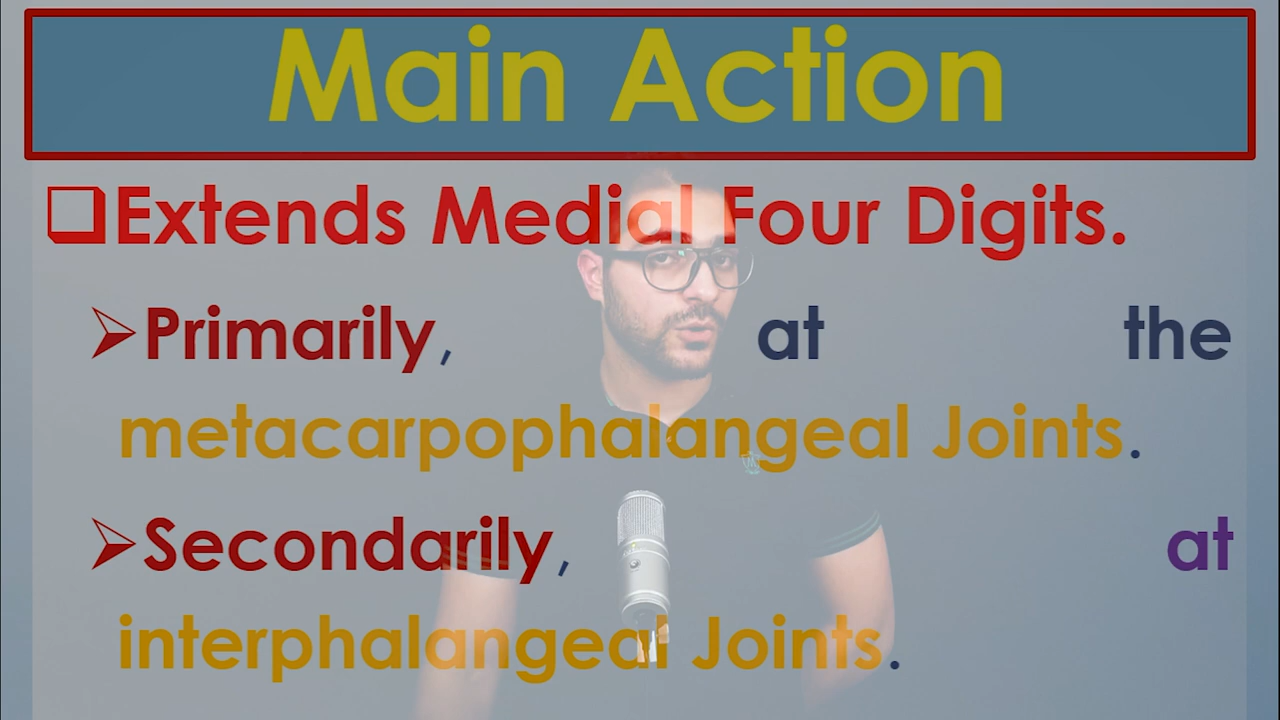 Main Action
❑Extends Medial Four Digits.
➢Primarily, at the
metacarpophalangeal Joints.
➢Secondarily, at
interphalangeal Joints.